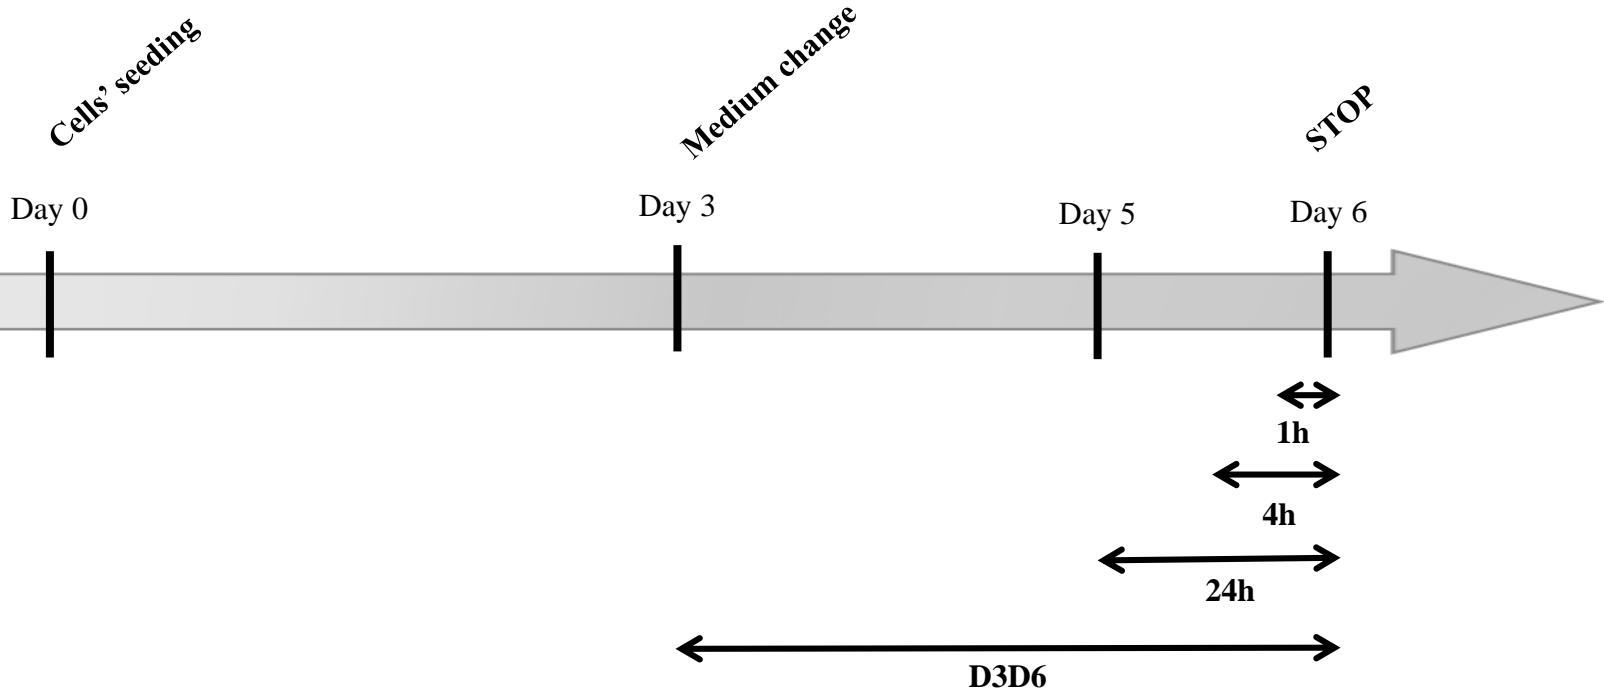 Cells’ seeding
Medium change
STOP
Day 0
Day 3
Day 5
Day 6
1h
4h
24h
D3D6